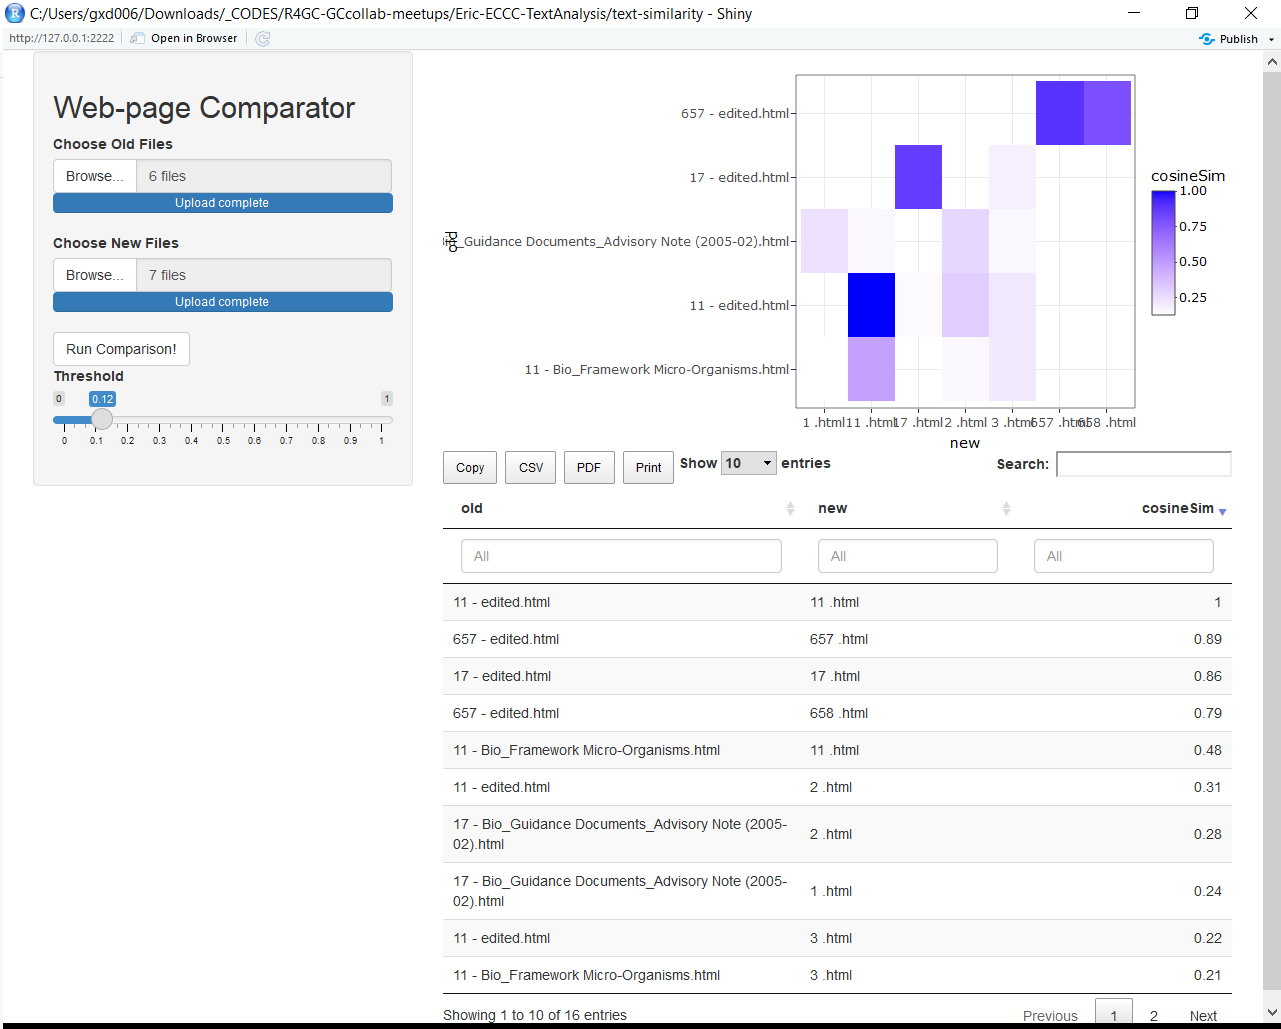 C:/Users/gxd006/Downloads/_CODES/R4GC-GCcollab-meetups/Eric-ECCC-TextAnalysis/text-similarity - Shiny
http://127.0.0.1:2222 Open in Browser Publish
Web-page Comparator
Choose Old Files
Browse... 6 files
Upload complete
Choose New Files
Browse... 7 files
Upload complete
Run Comparison!
Threshold
0 0.12 1
0 0.1 0.2 0.3 0.4 0.5 0.6 0.7 0.8 0.9 1
657 - edited.html
17 - edited.html
_Guidance Documents_Advisory Note (2005-02).html
11 - edited.html
11 - Bio_Framework Micro-Organisms.html
old
1 .html 11 .html 17 .html 2 .html 3 .html 657 .html 658 .html
new
cosineSim
1.00
0.75
0.50
0.25
Copy CSV PDF Print Show 10 entries Search:
old new cosineSim
All All All
11 - edited.html 11 .html 1
657 - edited.html 657 .html 0.89
17 - edited.html 17 .html 0.86
657 - edited.html 658 .html 0.79
11 - Bio_Framework Micro-Organisms.html 11 .html 0.48
11 - edited.html 2 .html 0.31
17 - Bio_Guidance Documents_Advisory Note (2005-
02).html 2 .html 0.28
17 - Bio_Guidance Documents_Advisory Note (2005-
02).html 1 .html 0.24
11 - edited.html 3 .html 0.22
11 - Bio_Framework Micro-Organisms.html 3 .html 0.21
Showing 1 to 10 of 16 entries Previous 1 2 Next